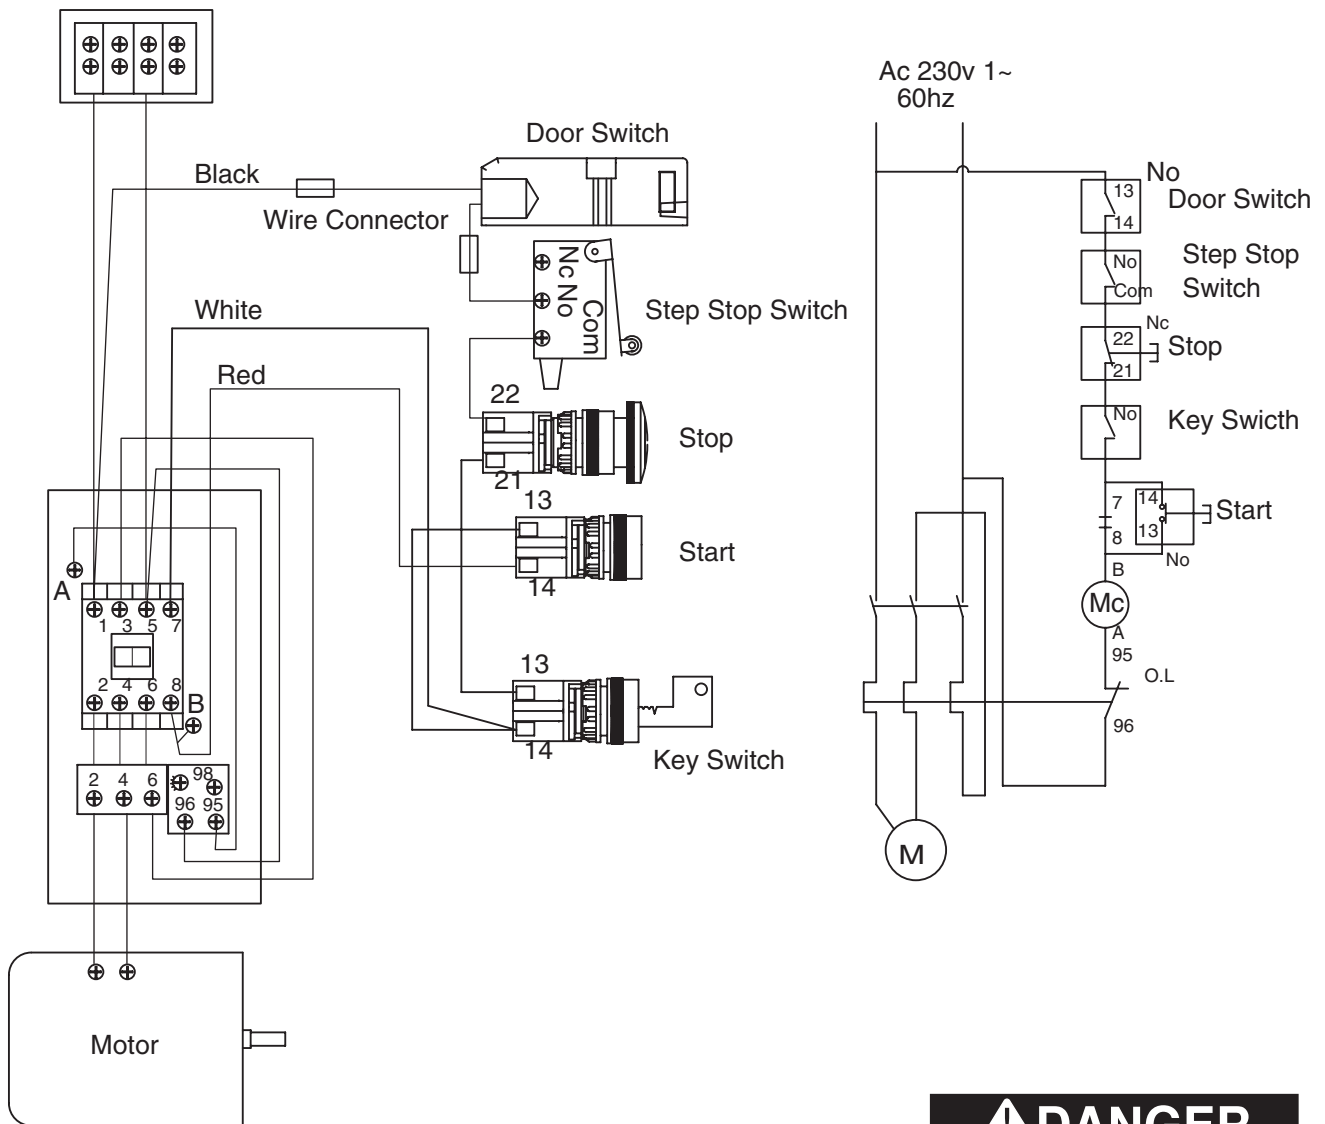 Door Switch
Black
Wire Connector
Nc No
Com
White
Step Stop Switch
Red
22
Stop
21
13
Start
14
A
1 3 5 7
2 4 6 8
B
13
14
Key Switch
2 4 6
98
96 95
Motor
Ac 230v 1~
60hz
No
13
Door Switch
14
No
Step Stop
Com
Switch
Nc
22
Stop
21
No
Key Swicth
7
14
Start
8
13
No
B
Mc
A
95
O.L
96
M
DANGER